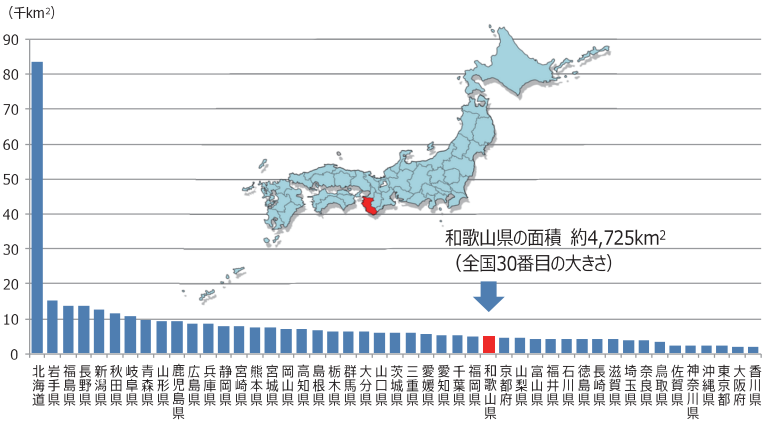 （千km²）
90
80
70
60
50
40
30
20
10
0
和歌山県の面積 約4,725km²
（全国30番目の大きさ）
北海道
岩手県
福島県
長野県
新潟県
秋田県
岐阜県
青森県
山形県
鹿児島県
広島県
兵庫県
静岡県
宮崎県
熊本県
宮城県
岡山県
高知県
島根県
栃木県
群馬県
大分県
山口県
茨城県
三重県
愛媛県
愛知県
千葉県
福岡県
和歌山県
京都府
山梨県
富山県
福井県
石川県
徳島県
長崎県
滋賀県
埼玉県
奈良県
鳥取県
佐賀県
神奈川県
沖縄県
東京都
大阪府
香川県